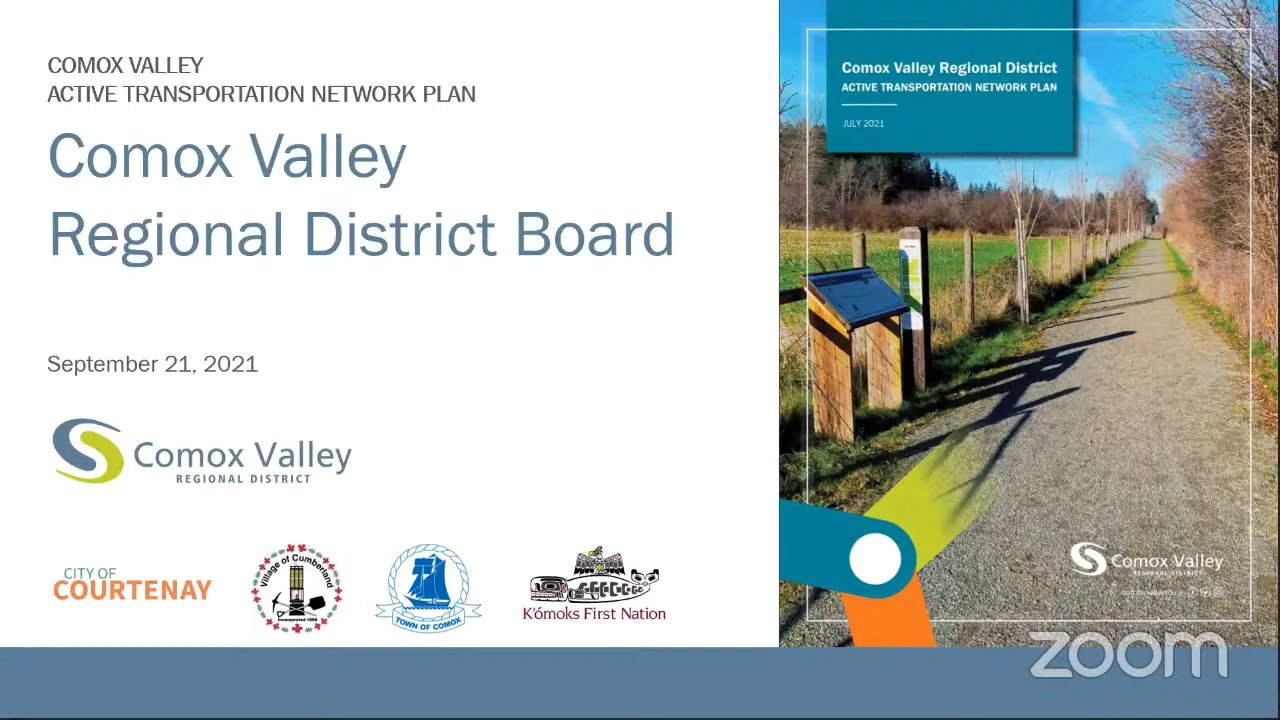 COMOX VALLEY
ACTIVE TRANSPORTATION NETWORK PLAN
Comox Valley
Regional District Board
September 21, 2021
Comox Valley
REGIONAL DISTRICT
CITY OF
COURTENAY
Village of Cumberland
Incorporated 1898
TOWN OF COMOX
K'ómoks First Nation
Comox Valley Regional District
ACTIVE TRANSPORTATION NETWORK PLAN
JULY 2021
Comox Valley
REGIONAL DISTRICT
zoom